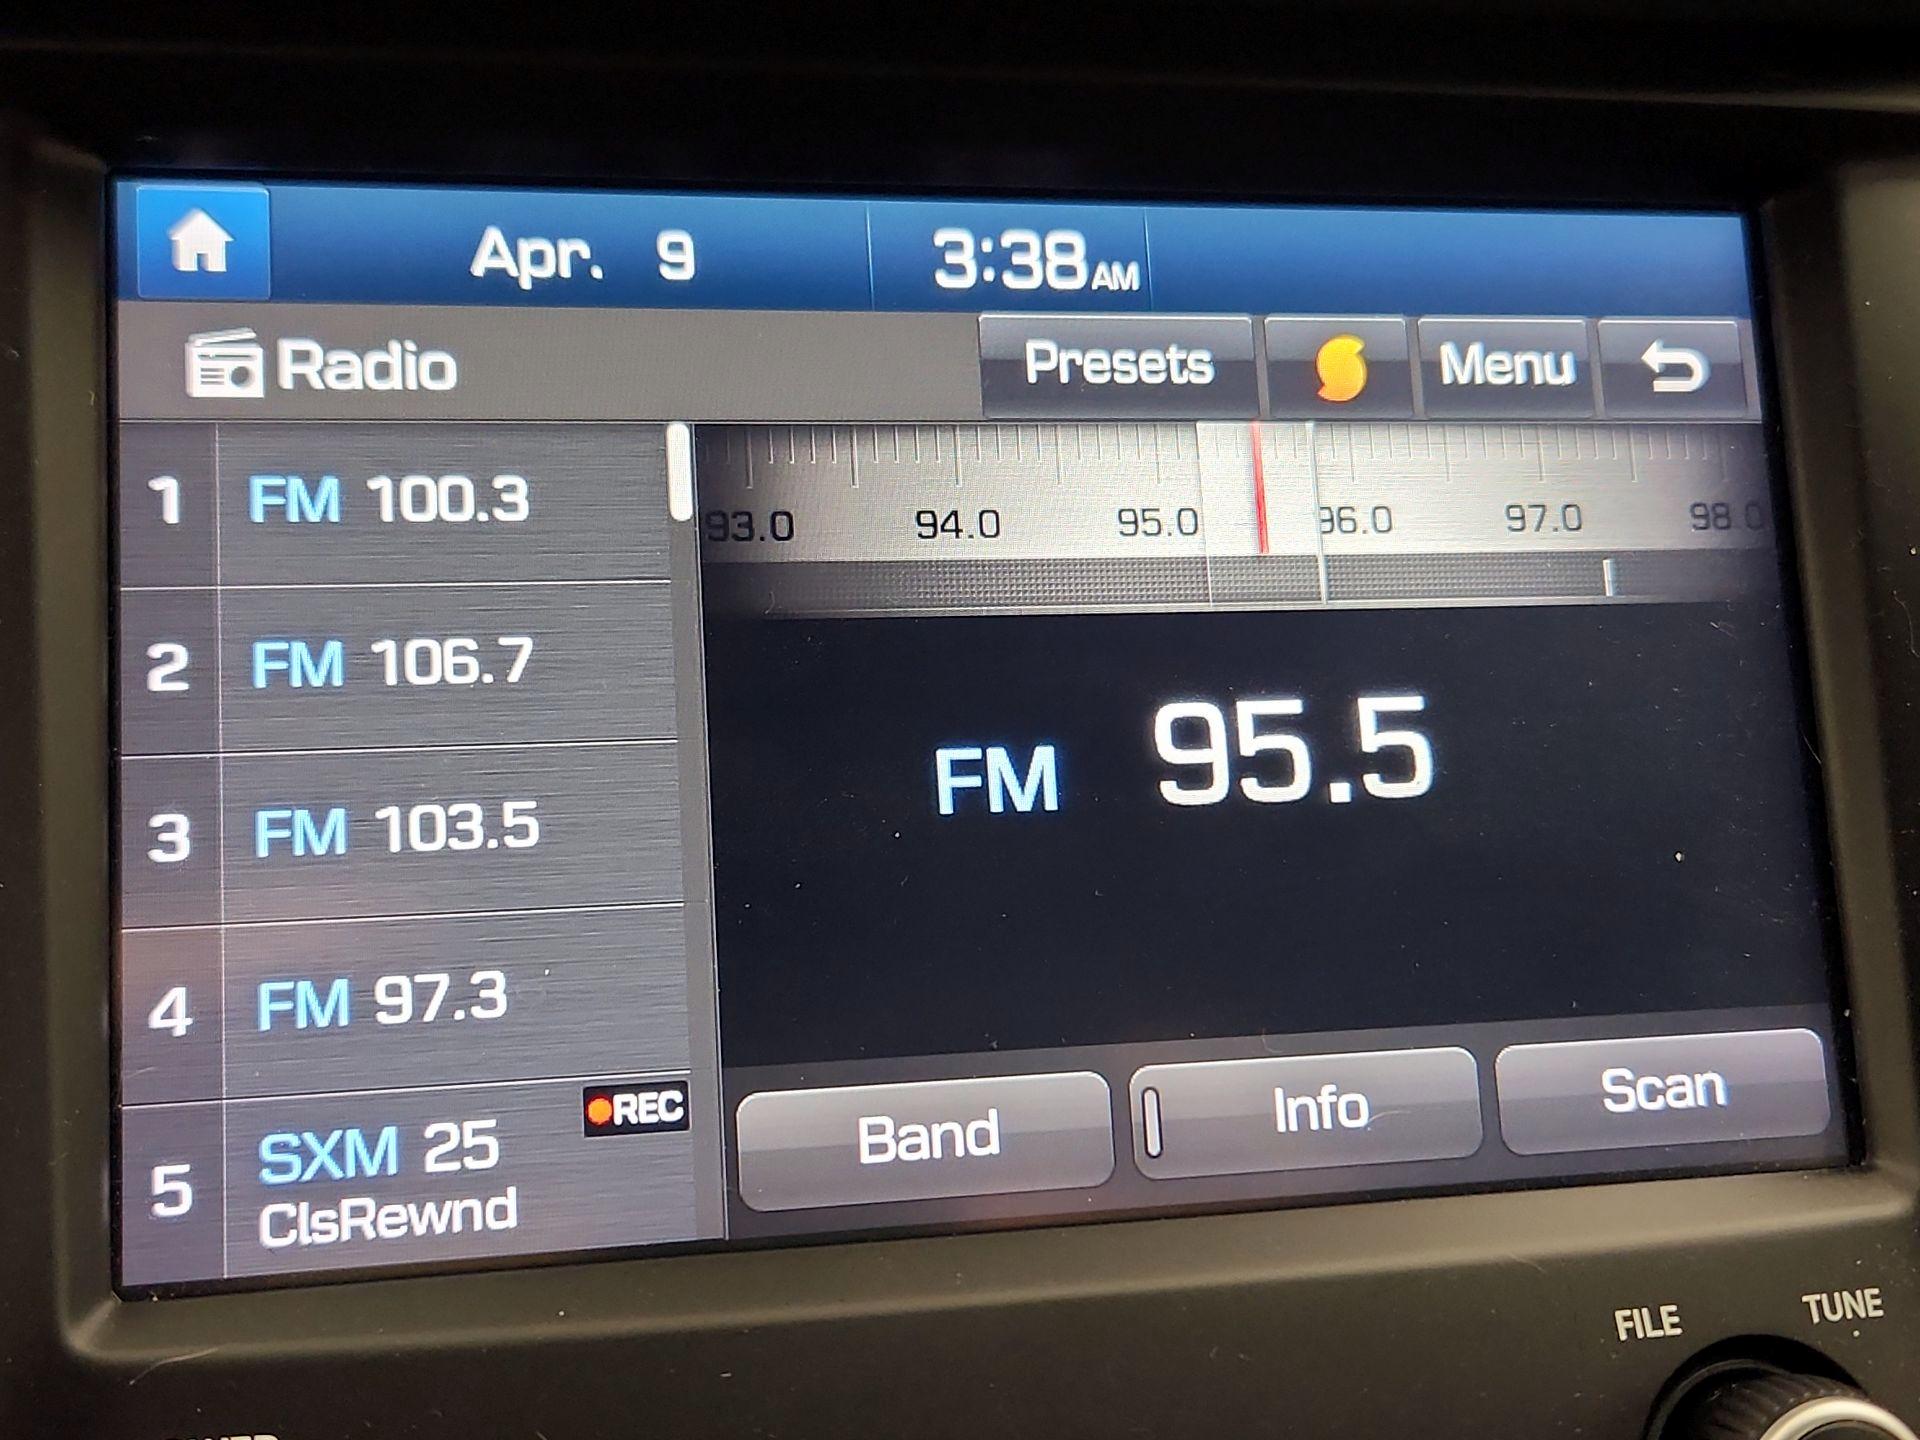 Apr. 9 3:38 AM
Radio Presets Menu
1 FM 100.3
2 FM 106.7
3 FM 103.5
4 FM 97.3
5 SXM 25 REC
ClsRewnd
93.0 94.0 95.0 96.0 97.0 98.0
FM 95.5
Band Info Scan
FILE TUNE